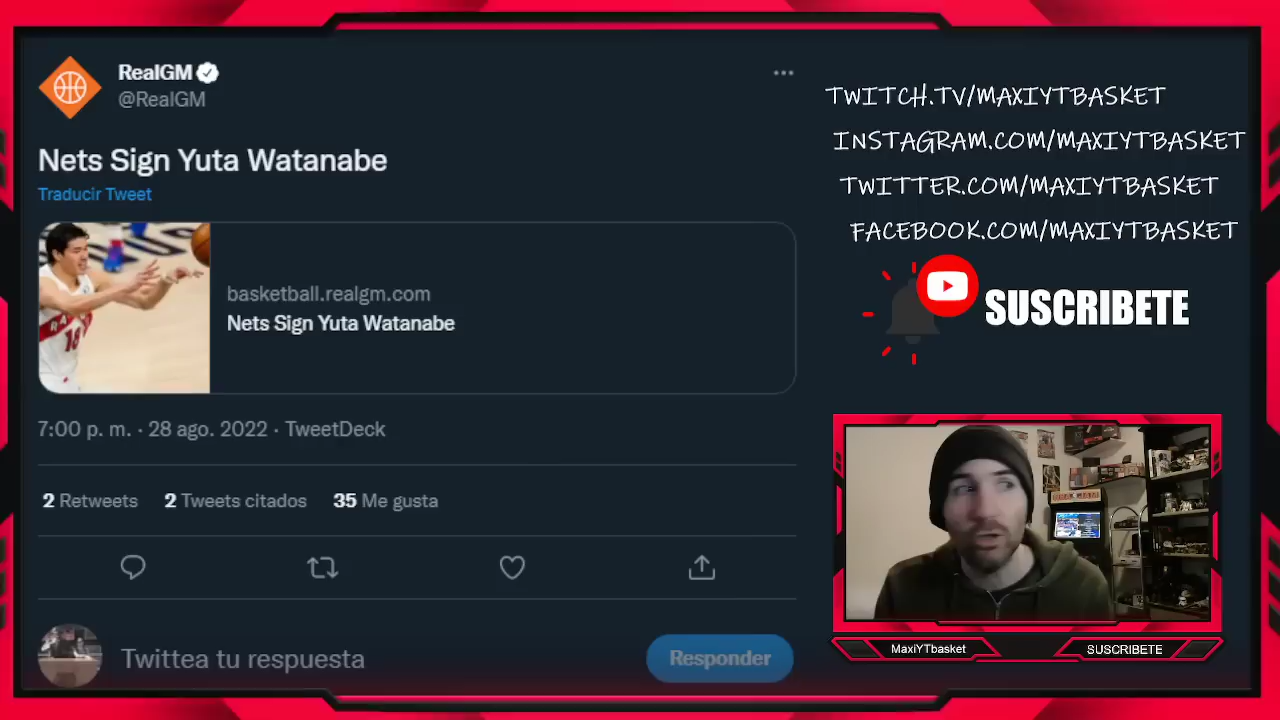 RealGM
@RealGM
Nets Sign Yuta Watanabe
Traducir Tweet
basketball.realgm.com
Nets Sign Yuta Watanabe
7:00 p. m. · 28 ago. 2022 · TweetDeck
2 Retweets 2 Tweets citados 35 Me gusta
Twittea tu respuesta
Responder
TWITCH.TV/MAXIYTBASKET
INSTAGRAM.COM/MAXIYTBASKET
TWITTER.COM/MAXIYTBASKET
FACEBOOK.COM/MAXIYTBASKET
SUSCRIBETE
MaxiYTbasket
SUSCRIBETE